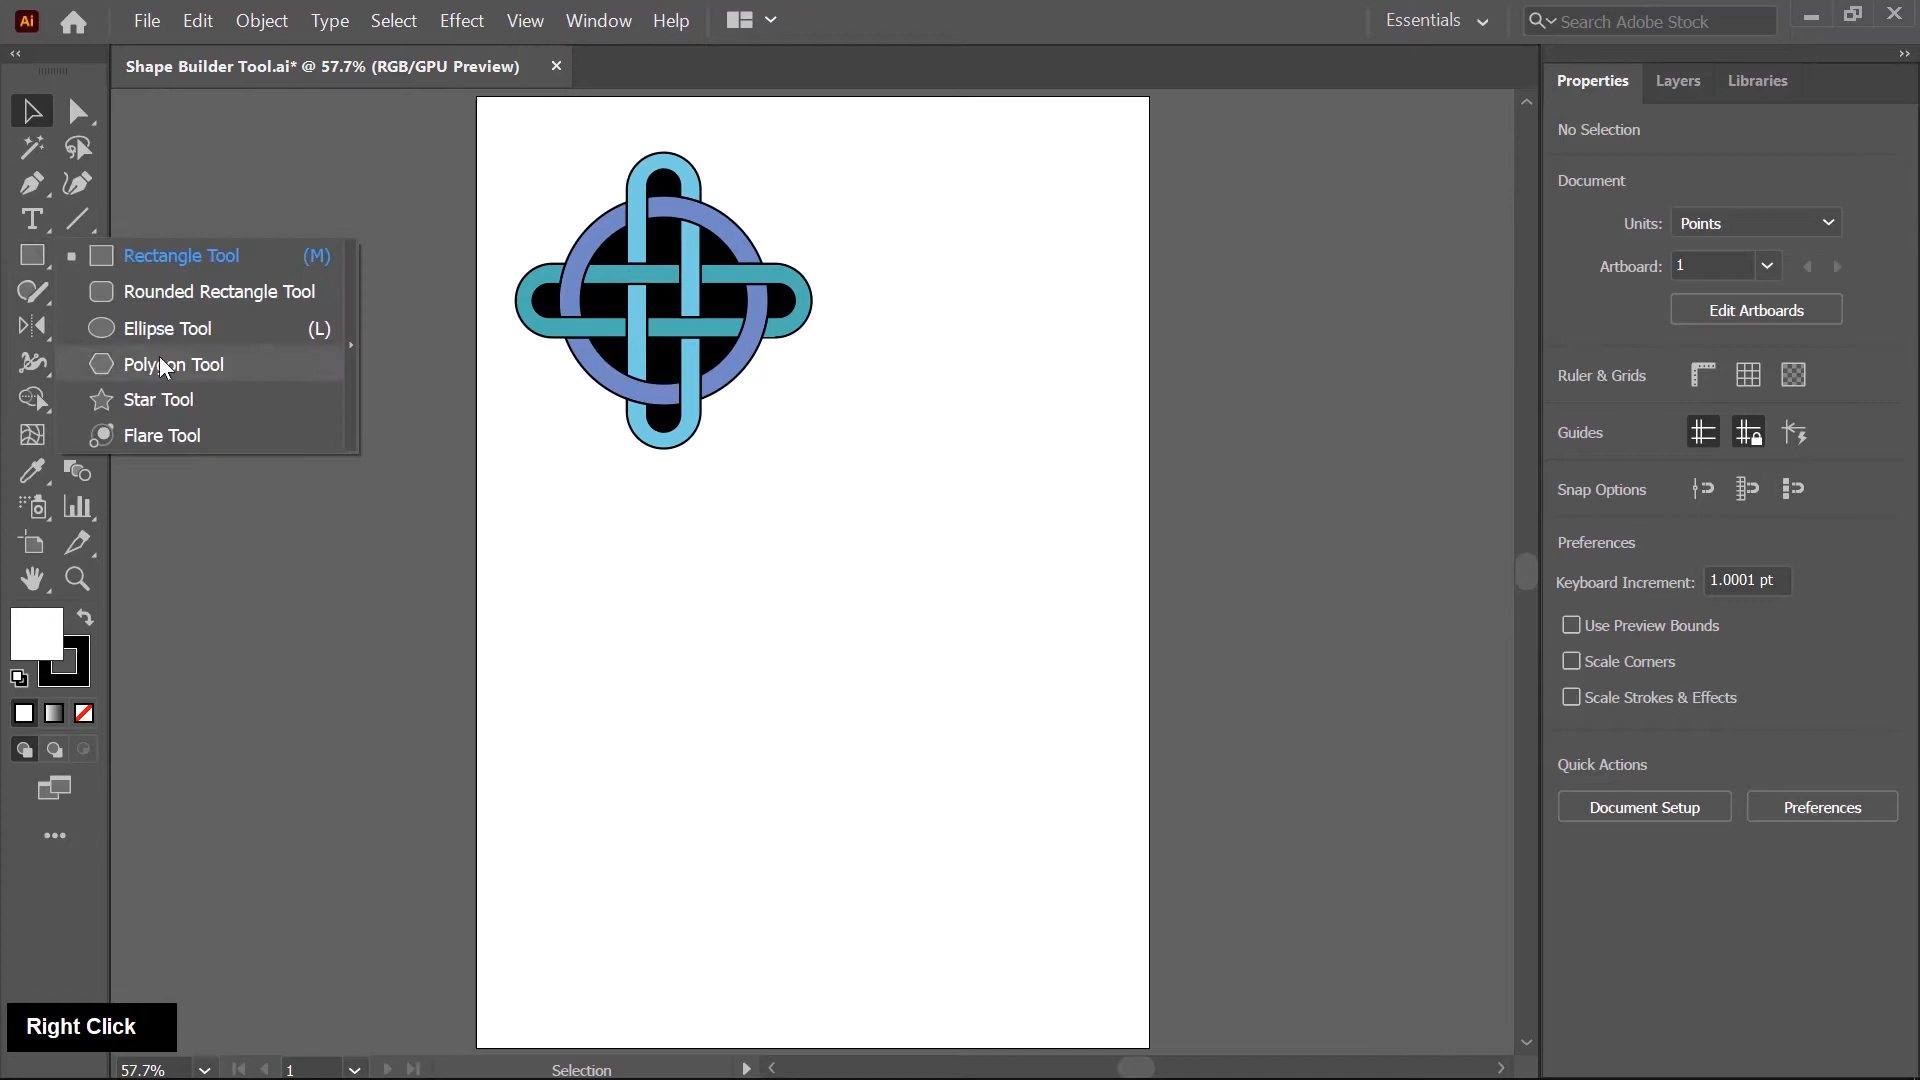 Ai File Edit Object Type Select Effect View Window Help Essentials Search Adobe Stock
Shape Builder Tool.ai* @ 57.7% (RGB/GPU Preview)
Properties Layers Libraries
No Selection
Document
Units: Points
Artboard: 1
Edit Artboards
Ruler & Grids
Guides
Snap Options
Preferences
Keyboard Increment: 1.0001 pt
Use Preview Bounds
Scale Corners
Scale Strokes & Effects
Quick Actions
Document Setup Preferences
T
Rectangle Tool (M)
Rounded Rectangle Tool
Ellipse Tool (L)
Polygon Tool
Star Tool
Flare Tool
Right Click
57.7% 1 Selection